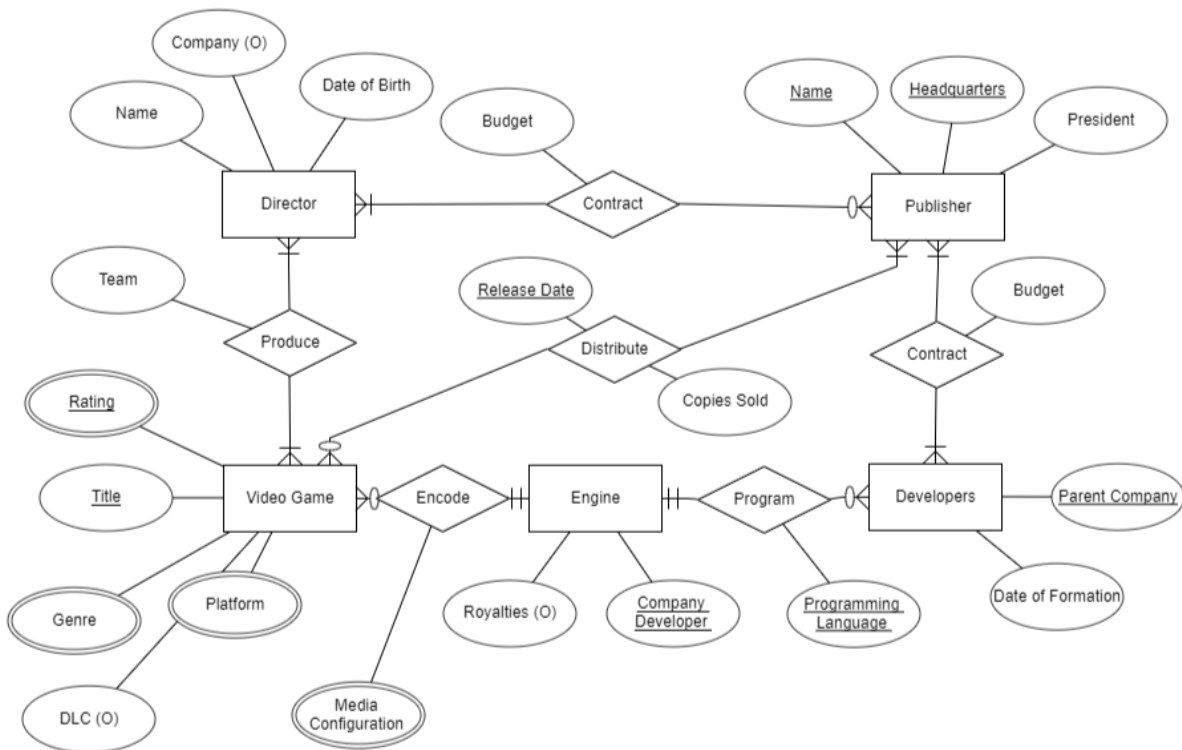 Company (O)
Date of Birth
Name
Budget
Name
Headquarters
President
Director
Contract
Publisher
Team
Release Date
Budget
Produce
Distribute
Contract
Rating
Copies Sold
Title
Video Game
Encode
Engine
Program
Developers
Parent Company
Genre
Platform
Royalties (O)
Company
Developer
Programming
Language
Date of Formation
DLC (O)
Media
Configuration